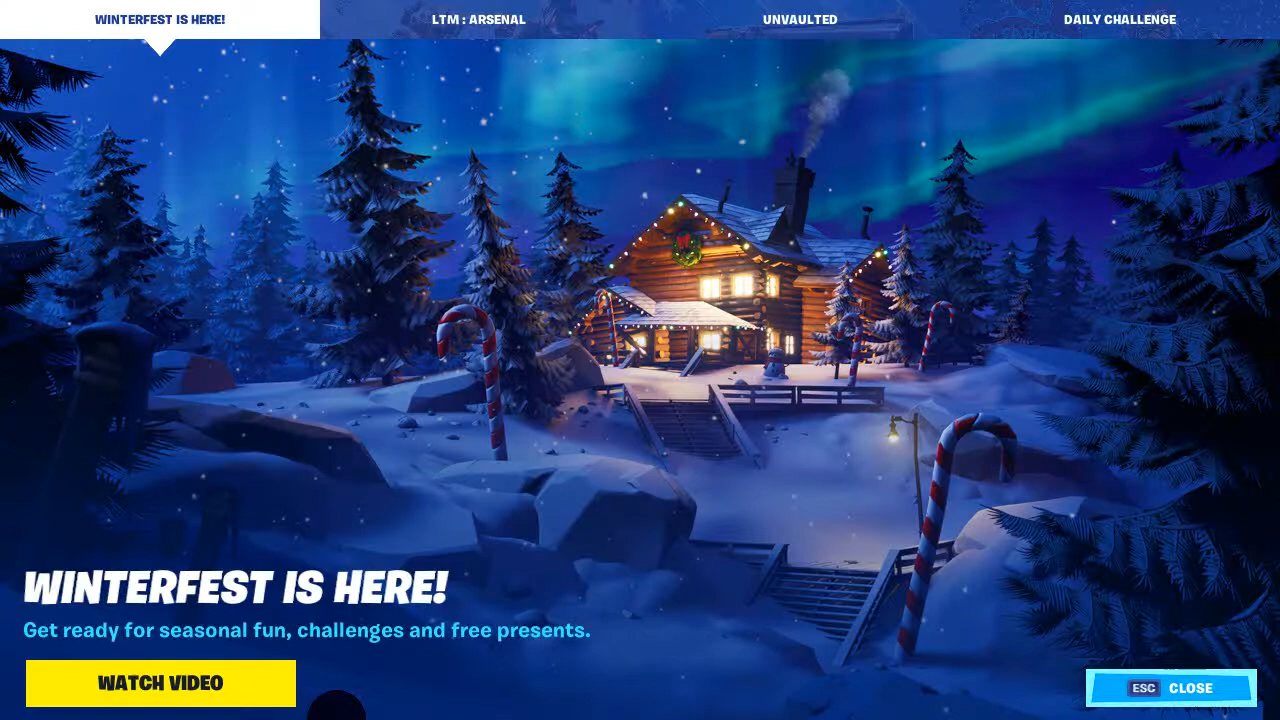 WINTERFEST IS HERE!
LTM : ARSENAL
UNVAULTED
DAILY CHALLENGE
WINTERFEST IS HERE!
Get ready for seasonal fun, challenges and free presents.
WATCH VIDEO
ESC CLOSE